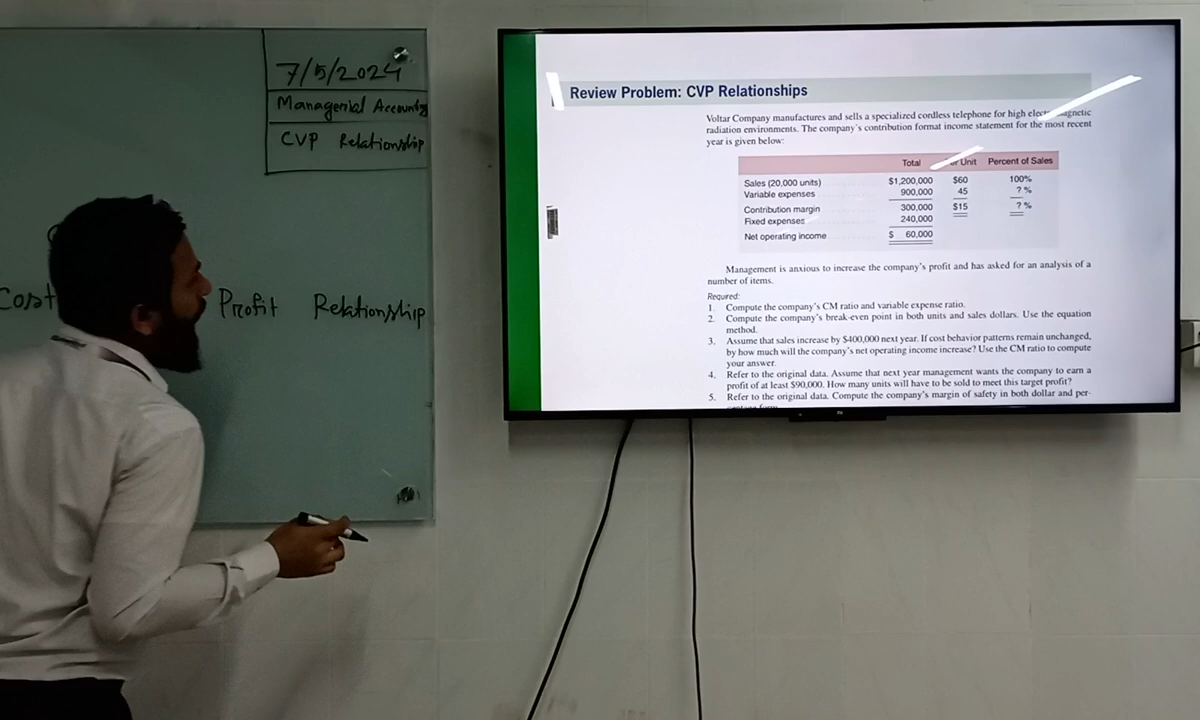 7/5/2024
Managerial Accounting
CVP Relationship
Cost Profit Relationship
Review Problem: CVP Relationships
Voltar Company manufactures and sells a specialized cordless telephone for high
radiation environments. The company's contribution format income statement for the most recent
year is given below:
Total Unit Percent of Sales
Sales (20,000 units) $1,200,000 $60 100%
Variable expenses 900,000 45 ? %
Contribution margin 300,000 $15 ? %
Fixed expenses 240,000
Net operating income $ 60,000
Management is anxious to increase the company's profit and has asked for an analysis of a
number of items.
Required:
1. Compute the company's CM ratio and variable expense ratio.
2. Compute the company's break-even point in both units and sales dollars. Use the equation
method.
3. Assume that sales increase by $400,000 next year. If cost behavior patterns remain unchanged,
by how much will the company's net operating income increase? Use the CM ratio to compute
your answer.
4. Refer to the original data. Assume that next year management wants the company to earn a
profit of at least $90,000. How many units will have to be sold to meet this target profit?
5. Refer to the original data. Compute the company's margin of safety in both dollar and per-